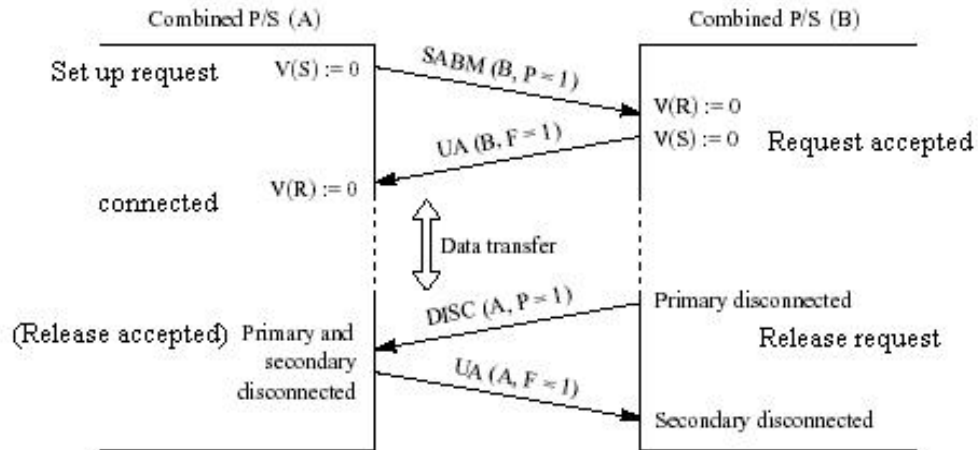 Combined P/S (A)
Combined P/S (B)
Set up request
V(S) := 0
SABM (B, P = 1)
V(R) := 0
UA (B, F = 1)
V(S) := 0
Request accepted
V(R) := 0
connected
Data transfer
DISC (A, P = 1)
Primary disconnected
(Release accepted)
Primary and
secondary
disconnected
Release request
UA (A, F = 1)
Secondary disconnected